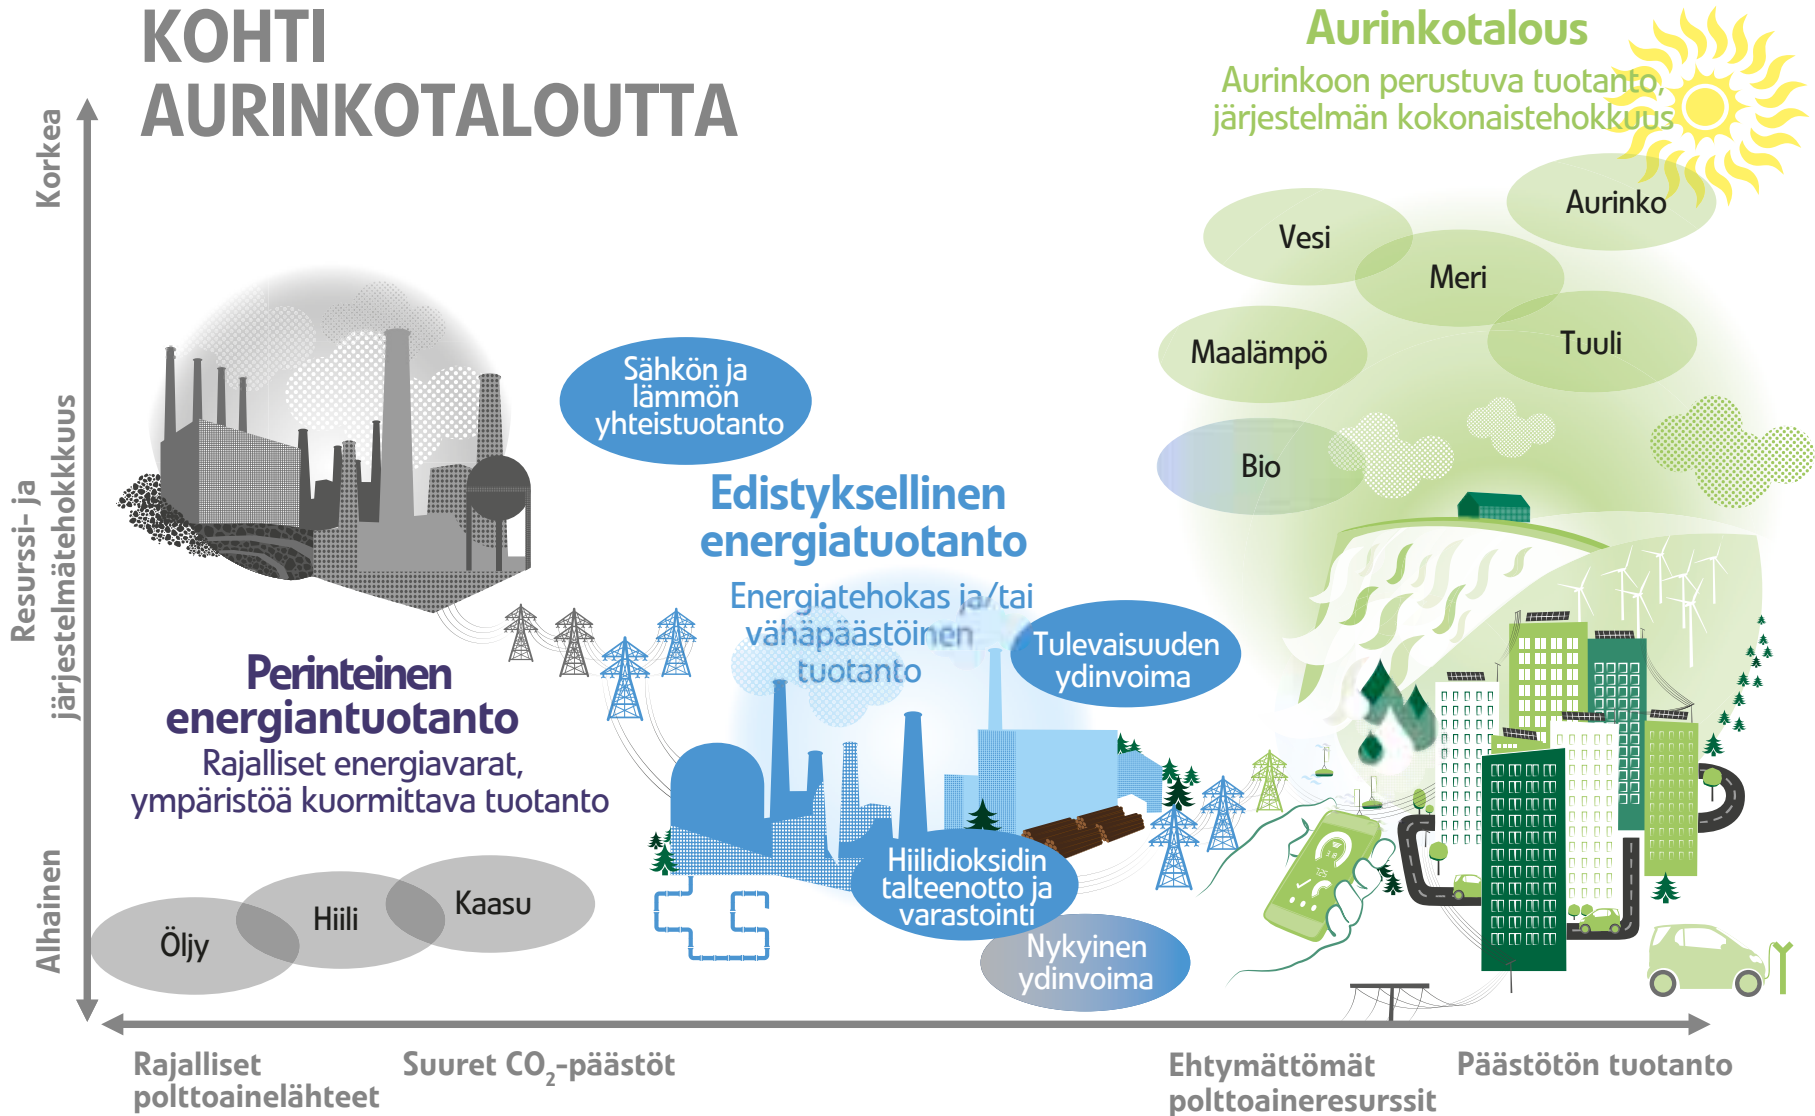 KOHTI
AURINKOTALOUTTA
Aurinkotalous
Aurinkoon perustuva tuotanto,
järjestelmän kokonaistehokkuus
Korkea
Resurssi- ja
järjestelmätehokkuus
Alhainen
Aurinko
Vesi
Meri
Tuuli
Maalämpö
Bio
Sähkön ja
lämmön
yhteistuotanto
Edistyksellinen
energiatuotanto
Energiatehokas ja/tai
vähäpäästöinen
tuotanto
Tulevaisuuden
ydinvoima
Perinteinen
energiantuotanto
Rajalliset energiavarat,
ympäristöä kuormittava tuotanto
Öljy
Hiili
Kaasu
Hiilidioksidin
talteenotto ja
varastointi
Nykyinen
ydinvoima
Rajalliset
polttoainelähteet
Suuret CO₂-päästöt
Ehtymättömät
polttoaineresurssit
Päästötön tuotanto